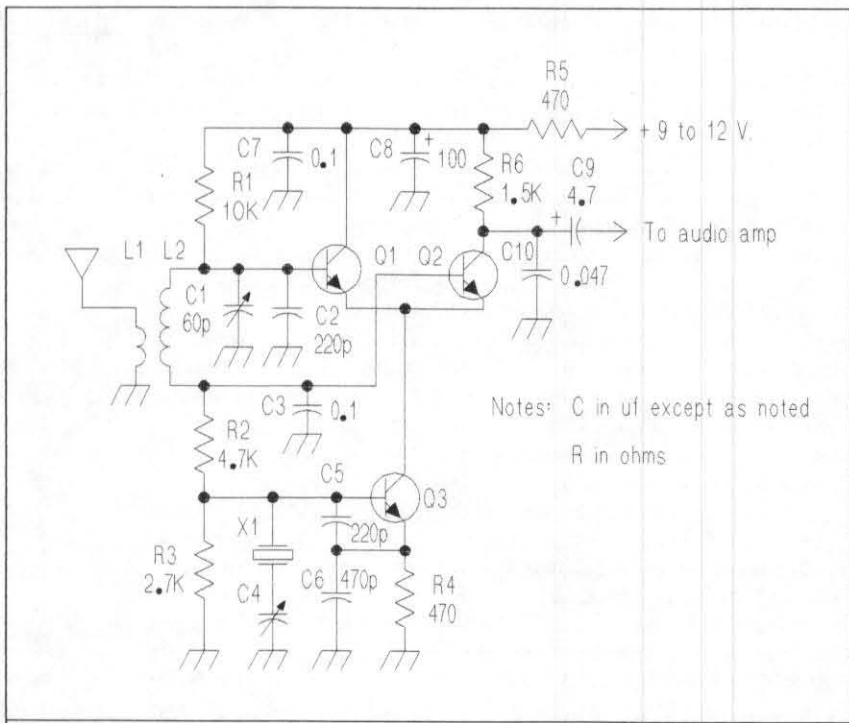 R5
470
+ 9 to 12 V.
C7
0.1
C8
+
100
R6
1.5K
C9
4.7
R1
10K
+
To audio amp
L1 L2
Q1
Q2
C10
0.047
C1
60p
C2
220p
C3
0.1
Notes: C in uf except as noted
R in ohms
R2
4.7K
C5
220p
Q3
X1
R3
2.7K
C4
C6
470p
R4
470